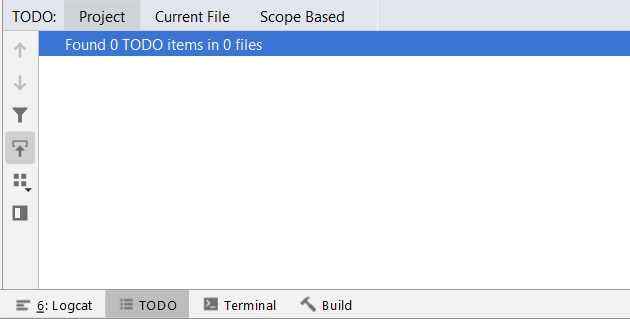 TODO: Project Current File Scope Based
Found 0 TODO items in 0 files
6: Logcat TODO Terminal Build